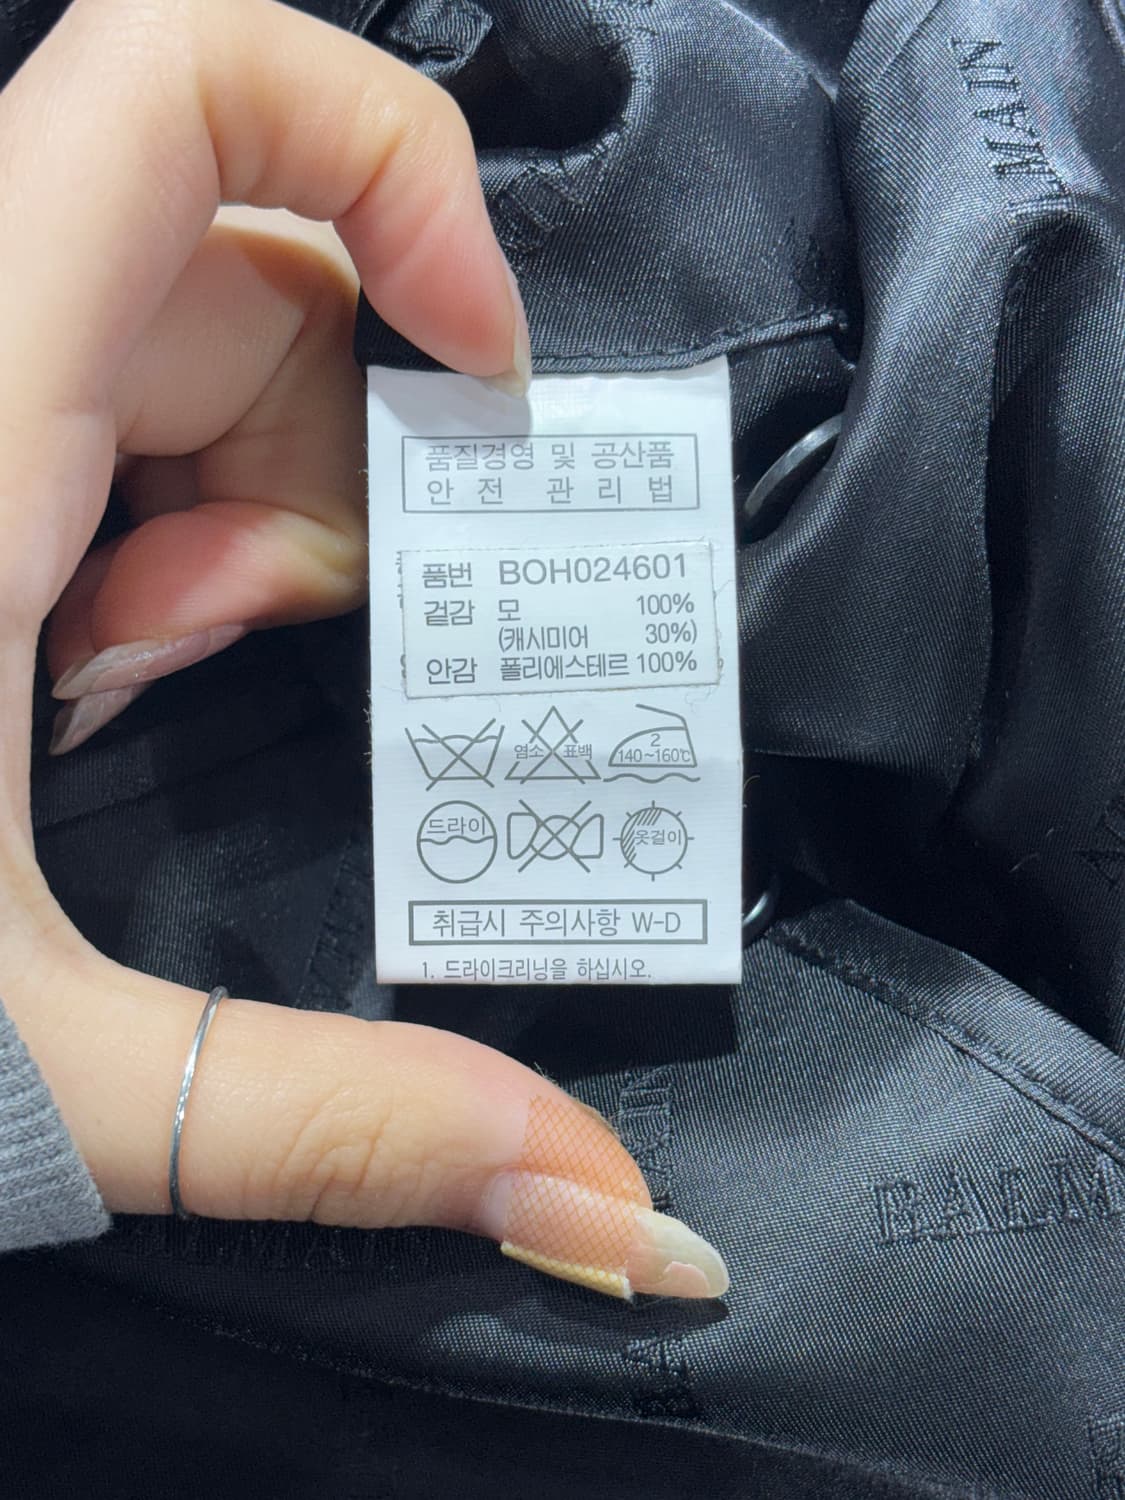 BALMAIN
품질경영 및 공산품
안 전 관 리 법
품번 BOH024601
겉감 모 100%
(캐시미어 30%)
안감 폴리에스테르 100%
염소 표백
2
140~160℃
드라이
옷걸이
취급시 주의사항 W-D
1. 드라이크리닝을 하십시오.
BALM
BALMAIN
BA